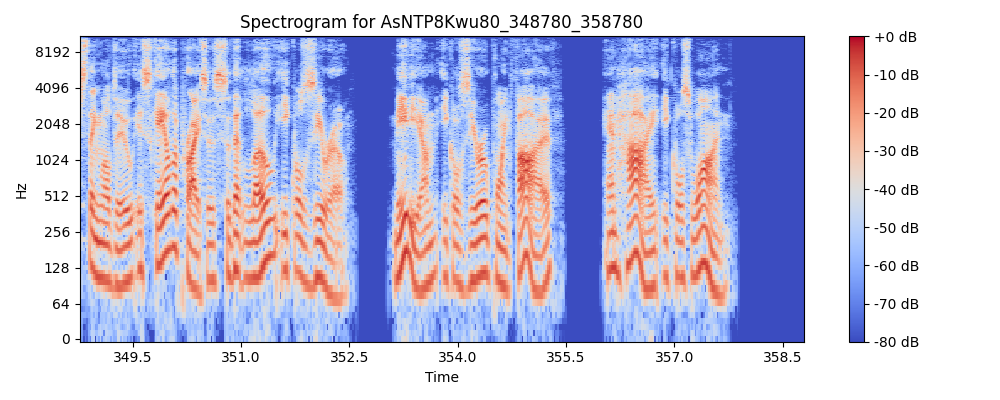 Spectrogram for AsNTP8Kwu80_348780_358780
8192
4096
2048
1024
512
256
128
64
0
Hz
349.5 351.0 352.5 354.0 355.5 357.0 358.5
Time
+0 dB
-10 dB
-20 dB
-30 dB
-40 dB
-50 dB
-60 dB
-70 dB
-80 dB